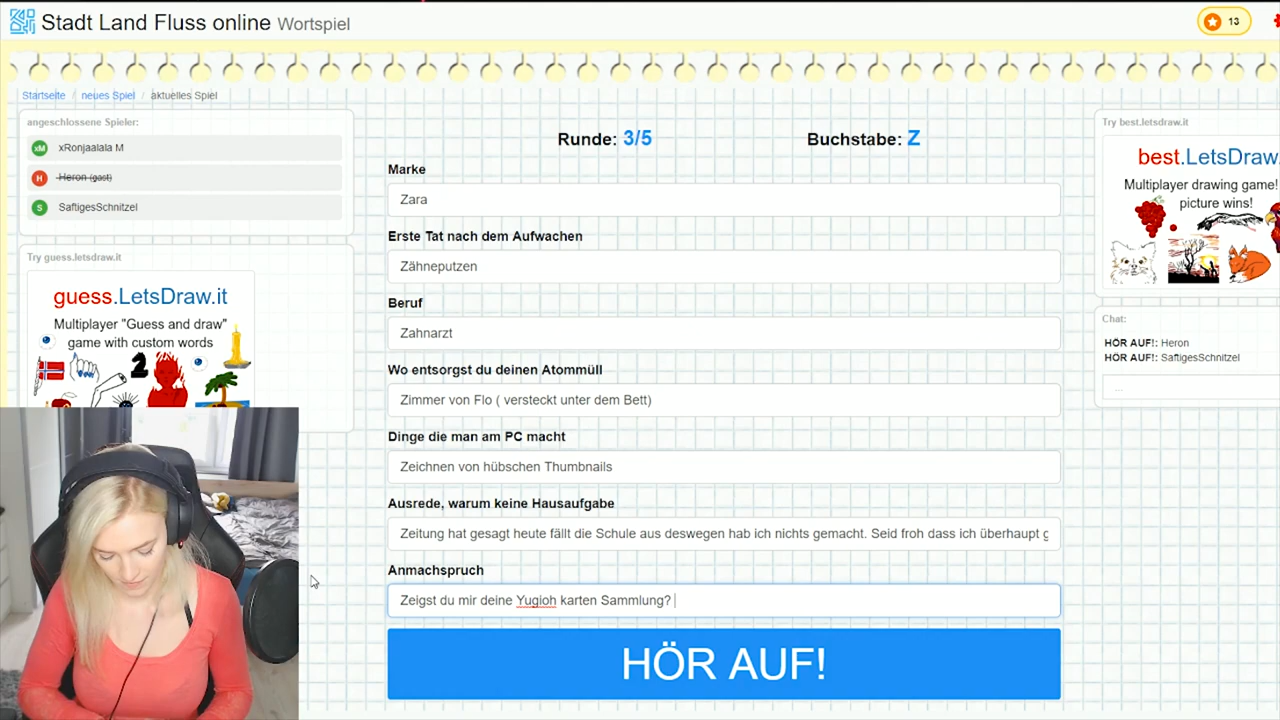 Stadt Land Fluss online Wortspiel
13
Startseite / neues Spiel / aktuelles Spiel
angeschlossene Spieler:
xM xRonjaalala M
H Heron (gast)
S SaftigesSchnitzel
Try guess.letsdraw.it
guess.LetsDraw.it
Multiplayer "Guess and draw"
game with custom words
Runde: 3/5
Buchstabe: Z
Marke
Zara
Erste Tat nach dem Aufwachen
Zähneputzen
Beruf
Zahnarzt
Wo entsorgst du deinen Atommüll
Zimmer von Flo ( versteckt unter dem Bett)
Dinge die man am PC macht
Zeichnen von hübschen Thumbnails
Ausrede, warum keine Hausaufgabe
Zeitung hat gesagt heute fällt die Schule aus deswegen hab ich nichts gemacht. Seid froh dass ich überhaupt g
Anmachspruch
Zeigst du mir deine Yugioh karten Sammlung?
HÖR AUF!
Try best.letsdraw.it
best.LetsDraw.
Multiplayer drawing game!
picture wins!
Chat:
HÖR AUF!: Heron
HÖR AUF!: SaftigesSchnitzel
...